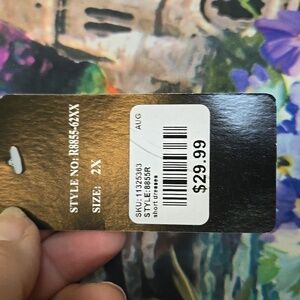 STYLE NO: R8855-62XX
SIZE: 2X
AUG
SKU: 11325363
STYLE:8855R
short dresses
$29.99